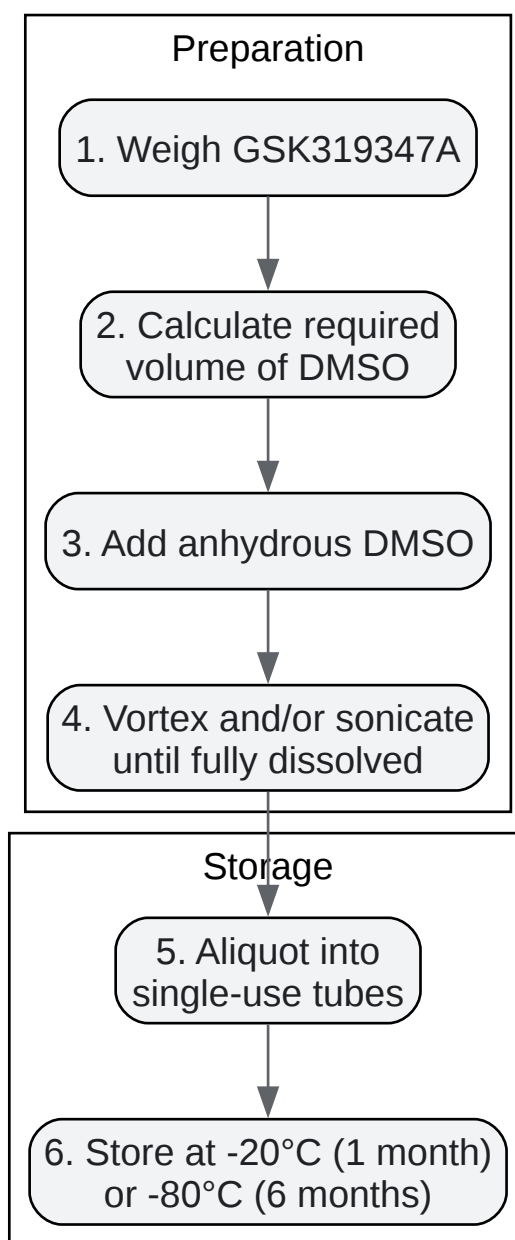 Preparation
1. Weigh GSK319347A
2. Calculate required
volume of DMSO
3. Add anhydrous DMSO
4. Vortex and/or sonicate
until fully dissolved
Storage
5. Aliquot into
single-use tubes
6. Store at -20°C (1 month)
or -80°C (6 months)